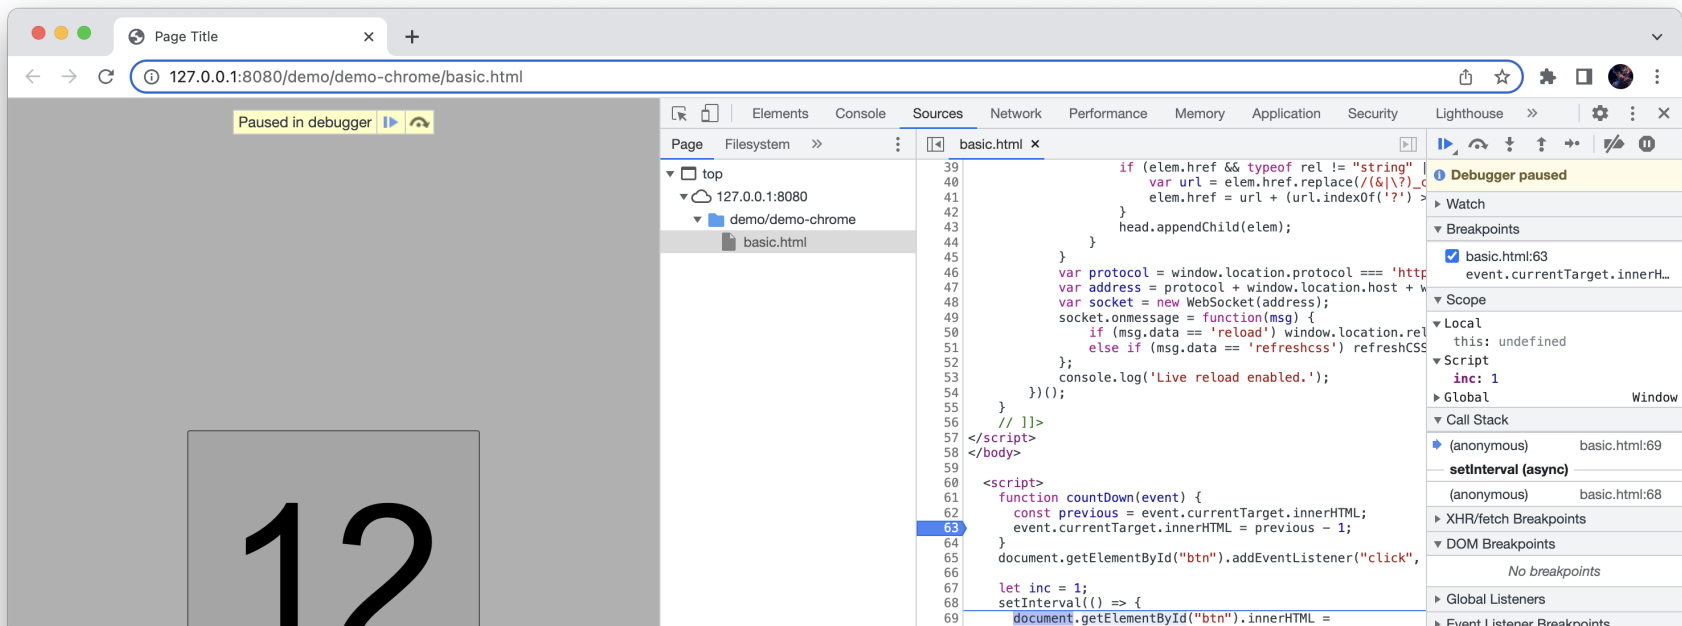 Page Title
127.0.0.1:8080/demo/demo-chrome/basic.html
Paused in debugger
12
Elements Console Sources Network Performance Memory Application Security Lighthouse
Page Filesystem
top
127.0.0.1:8080
demo/demo-chrome
basic.html
basic.html
39 if (elem.href && typeof rel != "string" |
40 var url = elem.href.replace(/(&|\?)_c
41 elem.href = url + (url.indexOf('?') >
42 }
43 head.appendChild(elem);
44 }
45 }
46 var protocol = window.location.protocol === 'http
47 var address = protocol + window.location.host + w
48 var socket = new WebSocket(address);
49 socket.onmessage = function(msg) {
50 if (msg.data == 'reload') window.location.rel
51 else if (msg.data == 'refreshcss') refreshCSS
52 };
53 console.log('Live reload enabled.');
54 })();
55 }
56 // ]]>
57 </script>
58 </body>
59
60 <script>
61 function countDown(event) {
62 const previous = event.currentTarget.innerHTML;
63 event.currentTarget.innerHTML = previous - 1;
64 }
65 document.getElementById("btn").addEventListener("click",
66
67 let inc = 1;
68 setInterval(() => {
69 document.getElementById("btn").innerHTML =
Debugger paused
Watch
Breakpoints
basic.html:63
event.currentTarget.innerH…
Scope
Local
this: undefined
Script
inc: 1
Global Window
Call Stack
(anonymous) basic.html:69
setInterval (async)
(anonymous) basic.html:68
XHR/fetch Breakpoints
DOM Breakpoints
No breakpoints
Global Listeners
Event Listener Breakpoints